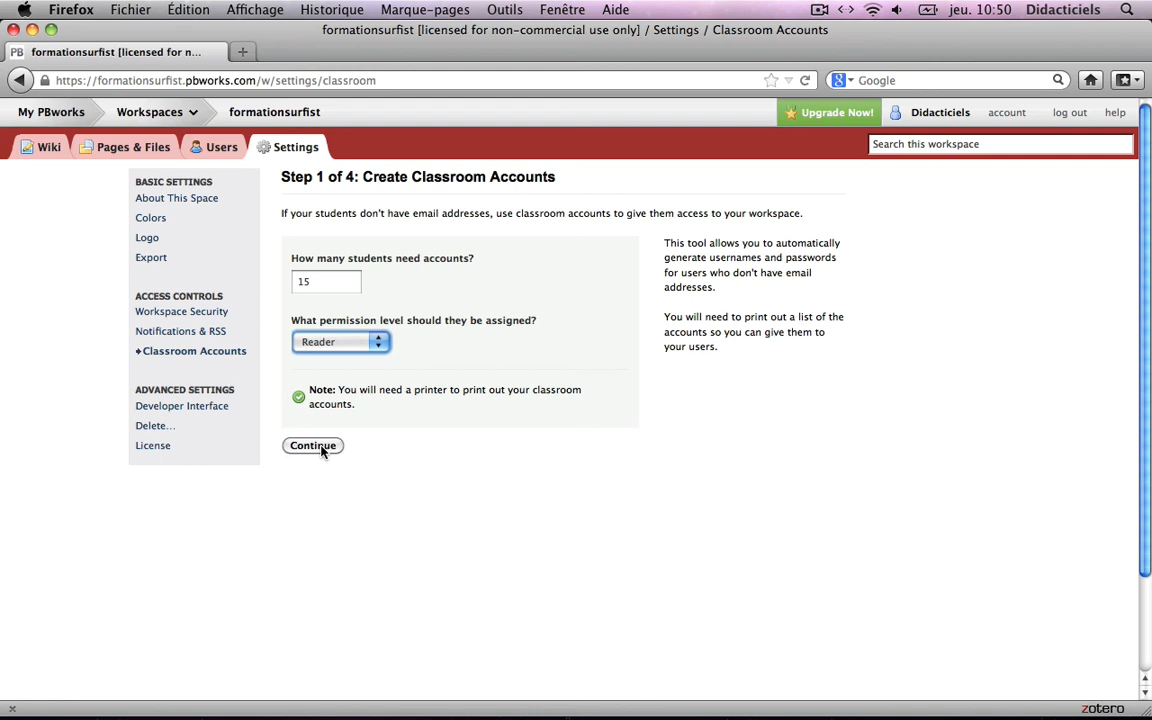 Firefox Fichier Édition Affichage Historique Marque-pages Outils Fenêtre Aide jeu. 10:50 Didacticiels
formationsurfist [licensed for non-commercial use only] / Settings / Classroom Accounts
PB formationsurfist [licensed for n...
https://formationsurfist.pbworks.com/w/settings/classroom Google
My PBworks Workspaces formationsurfist Upgrade Now! Didacticiels account log out help
Wiki Pages & Files Users Settings Search this workspace
BASIC SETTINGS
About This Space
Colors
Logo
Export
ACCESS CONTROLS
Workspace Security
Notifications & RSS
Classroom Accounts
ADVANCED SETTINGS
Developer Interface
Delete...
License
Step 1 of 4: Create Classroom Accounts
If your students don't have email addresses, use classroom accounts to give them access to your workspace.
How many students need accounts?
15
What permission level should they be assigned?
Reader
Note: You will need a printer to print out your classroom
accounts.
Continue
This tool allows you to automatically
generate usernames and passwords
for users who don't have email
addresses.
You will need to print out a list of the
accounts so you can give them to
your users.
zotero